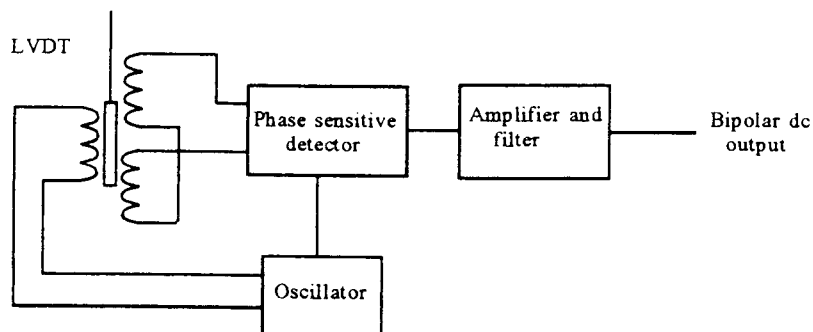 LVDT
Phase sensitive
detector
Amplifier and
filter
Bipolar dc
output
Oscillator